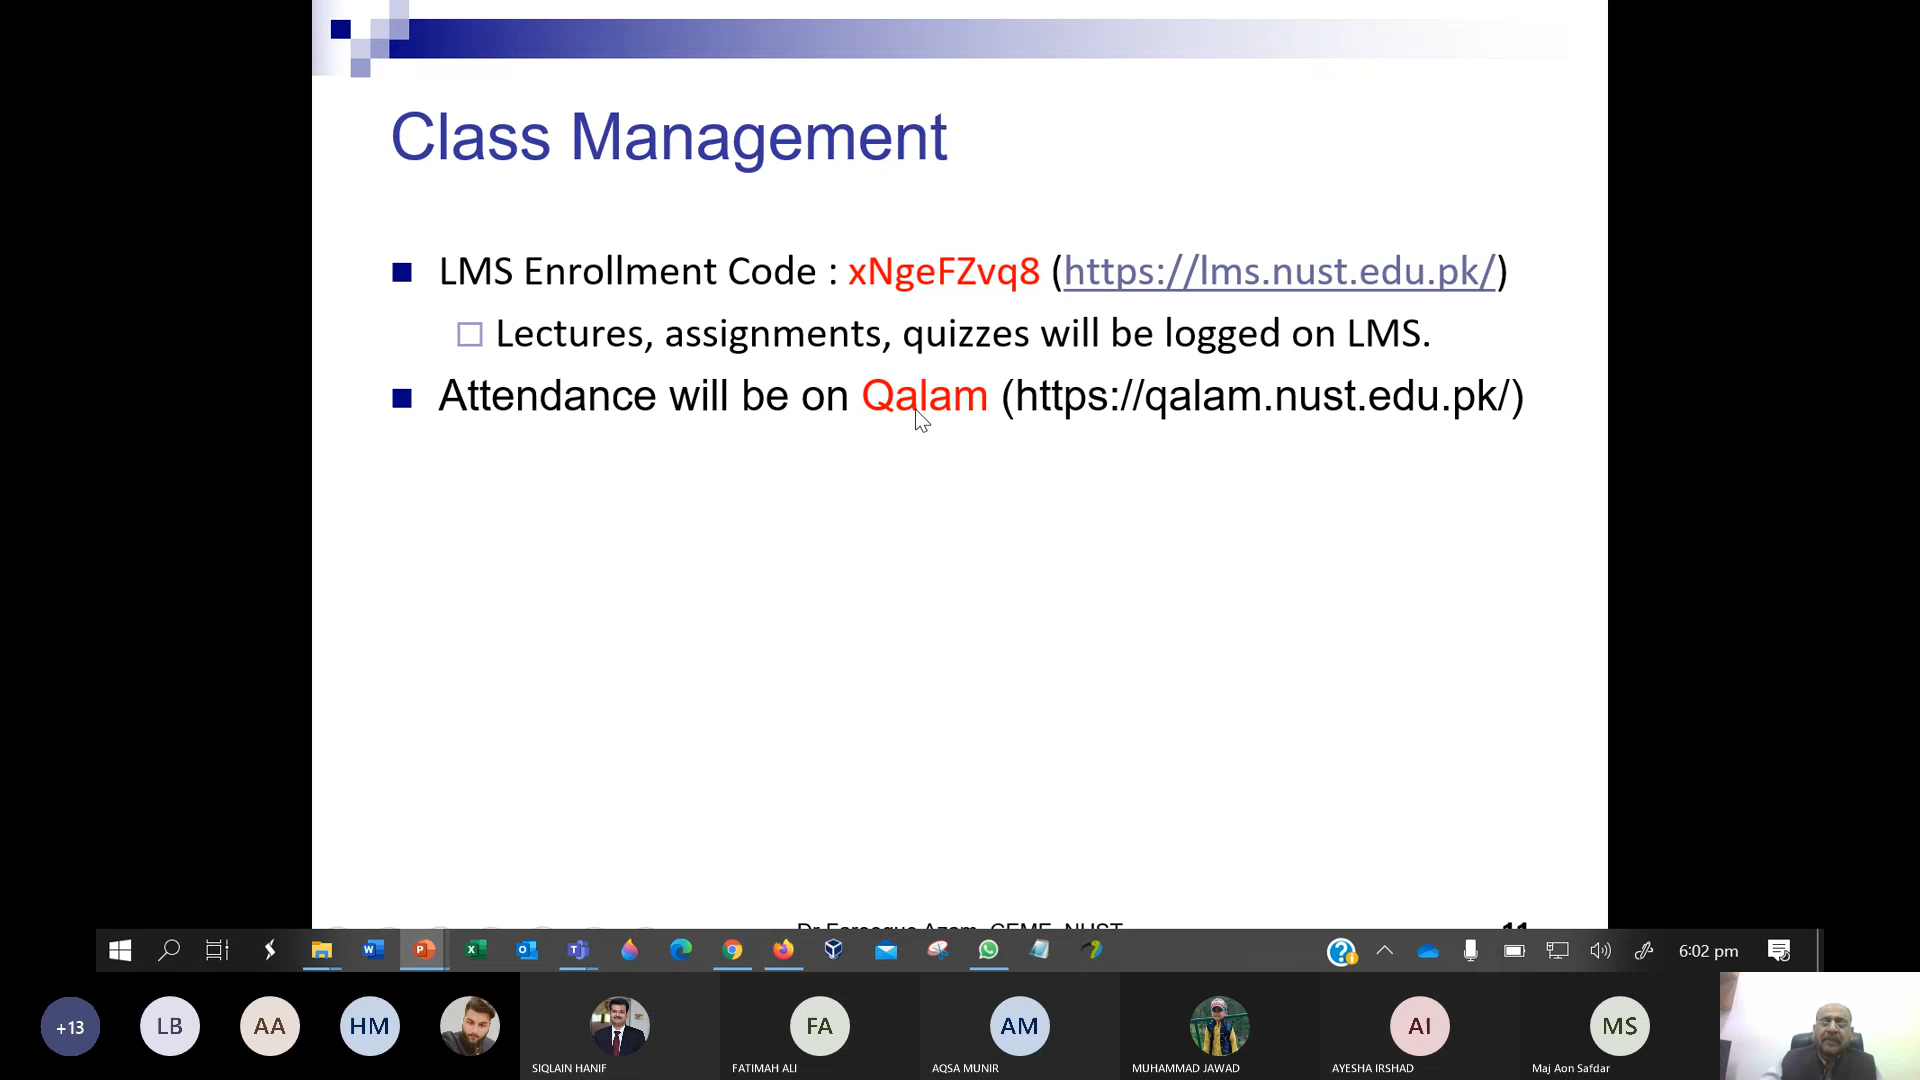 Class Management
LMS Enrollment Code : xNgeFZvq8 (https://lms.nust.edu.pk/)
Lectures, assignments, quizzes will be logged on LMS.
Attendance will be on Qalam (https://qalam.nust.edu.pk/)
Dr Farooque Azam, CEME, NUST
11
6:02 pm
+13
LB
AA
HM
FA
AM
AI
MS
SIQLAIN HANIF
FATIMAH ALI
AQSA MUNIR
MUHAMMAD JAWAD
AYESHA IRSHAD
Maj Aon Safdar